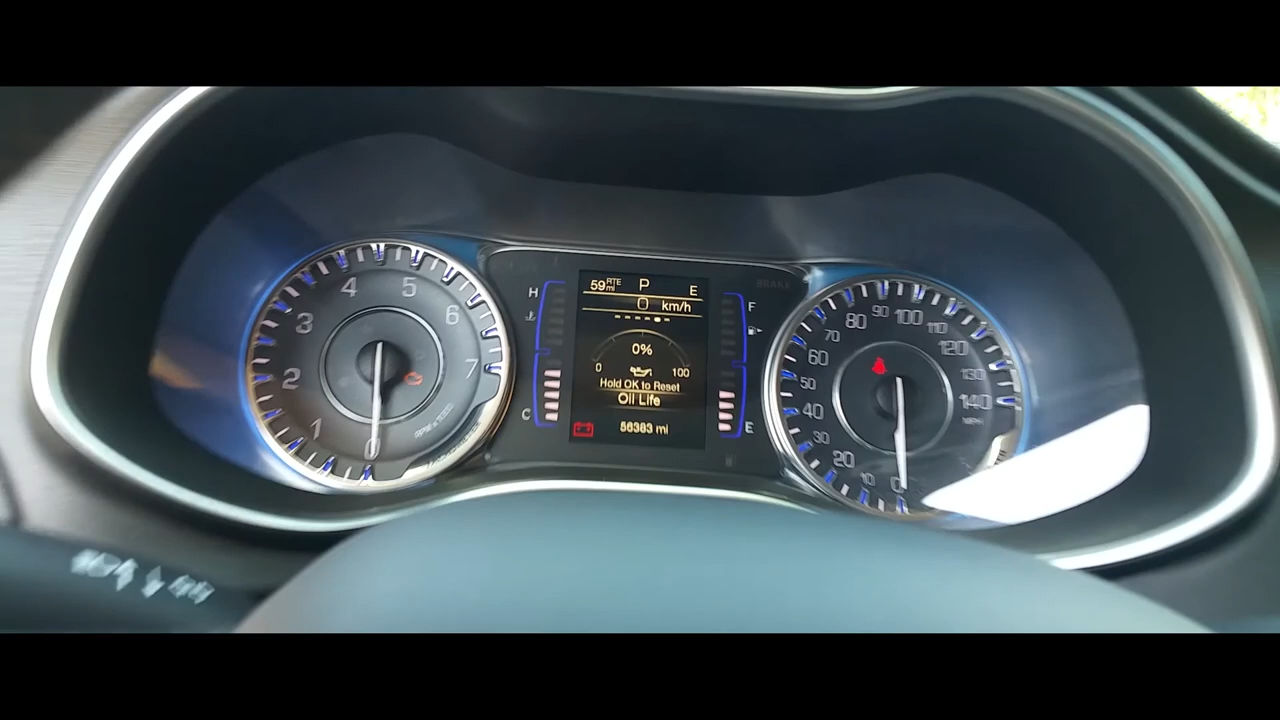 59 RTE mi P E
0 km/h
0%
0 100
Hold OK to Reset
Oil Life
56383 mi
H
C
F
E
BRAKE
0 1 2 3 4 5 6 7
0 10 20 30 40 50 60 70 80 90 100 110 120 130 140
MPH